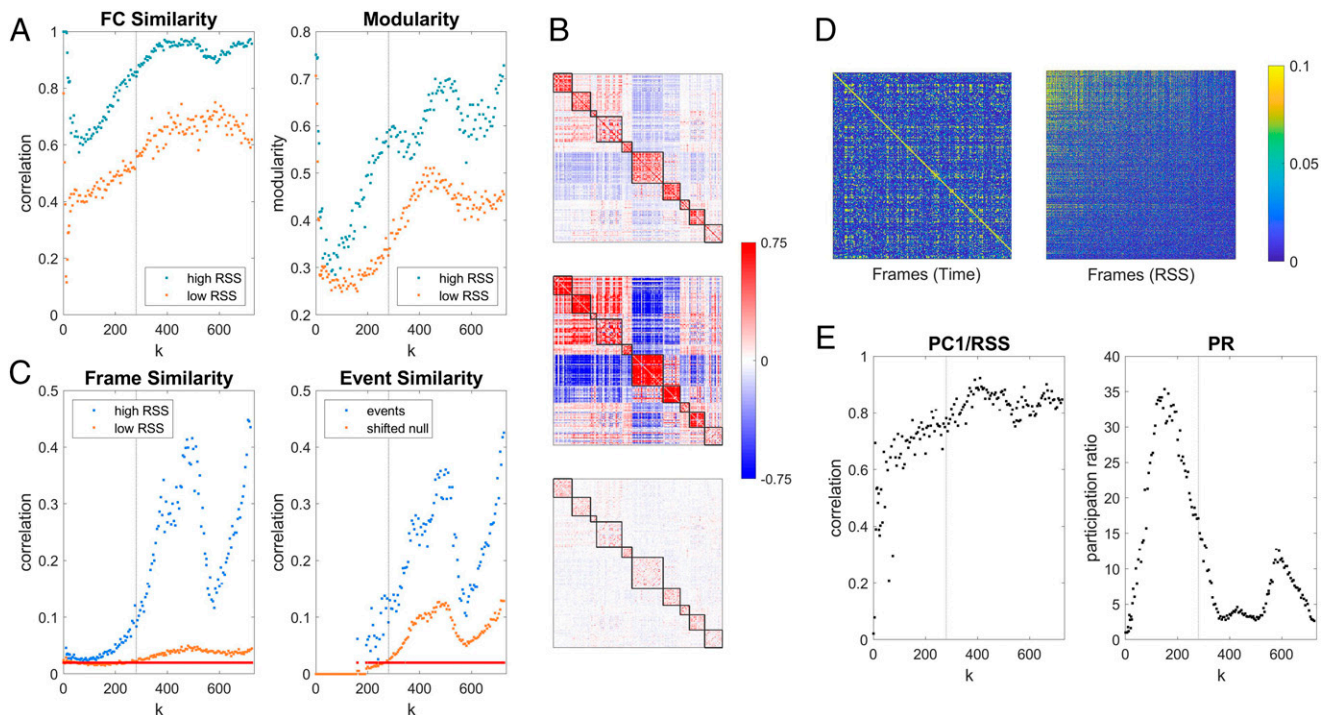 A
FC Similarity
1
0.8
0.6
0.4
0.2
0
correlation
high RSS
low RSS
0 200 400 600
k
Modularity
0.8
0.7
0.6
0.5
0.4
0.3
0.2
modularity
high RSS
low RSS
0 200 400 600
k
B
0.75
0
-0.75
C
Frame Similarity
0.5
0.4
0.3
0.2
0.1
0
correlation
high RSS
low RSS
0 200 400 600
k
Event Similarity
0.5
0.4
0.3
0.2
0.1
0
correlation
events
shifted null
0 200 400 600
k
D
Frames (Time)
Frames (RSS)
0.1
0.05
0
E
PC1/RSS
1
0.8
0.6
0.4
0.2
0
correlation
0 200 400 600
k
PR
40
35
30
25
20
15
10
5
0
participation ratio
0 200 400 600
k